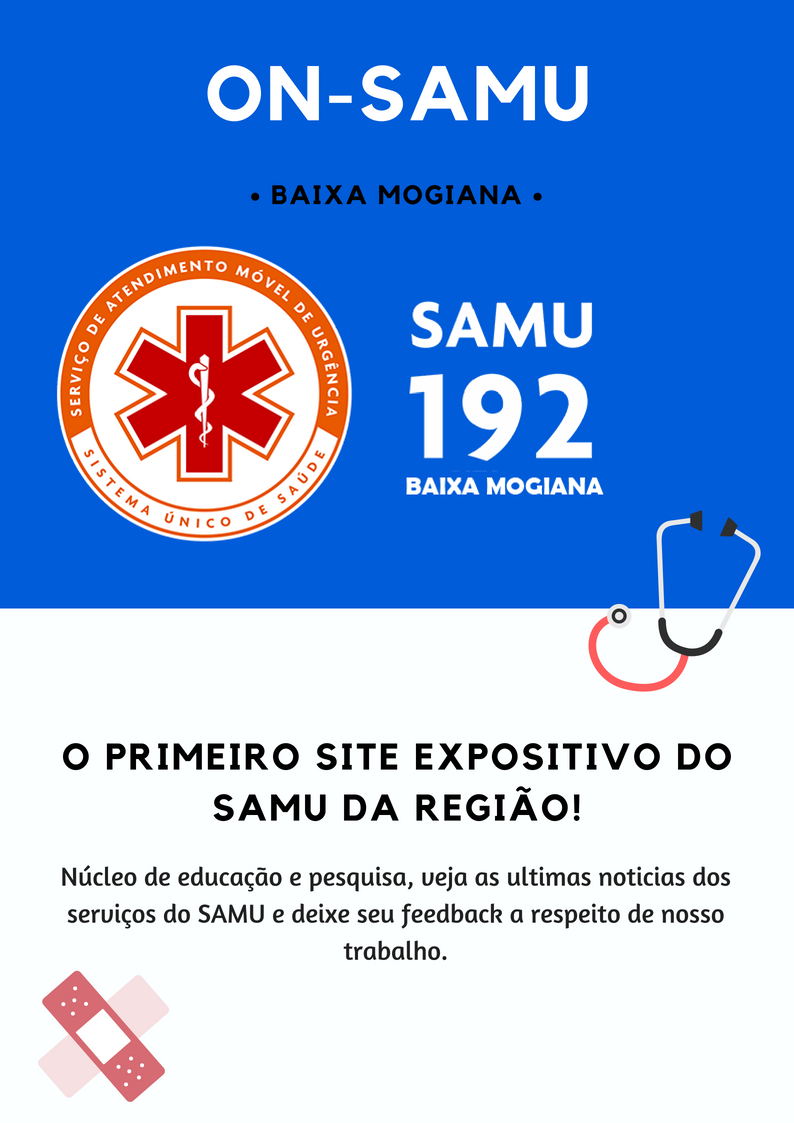 ON-SAMU
• BAIXA MOGIANA •
SERVIÇO DE ATENDIMENTO MÓVEL DE URGÊNCIA
SISTEMA ÚNICO DE SAÚDE
SAMU
192
BAIXA MOGIANA
O PRIMEIRO SITE EXPOSITIVO DO
SAMU DA REGIÃO!
Núcleo de educação e pesquisa, veja as ultimas noticias dos
serviços do SAMU e deixe seu feedback a respeito de nosso
trabalho.